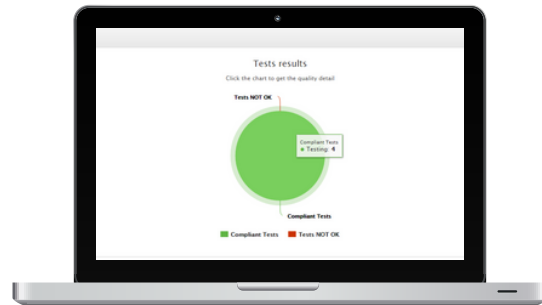 Tests results
Click the chart to get the quality detail
Tests NOT OK
Compliant Tests
Testing: 4
Compliant Tests
Compliant Tests
Tests NOT OK